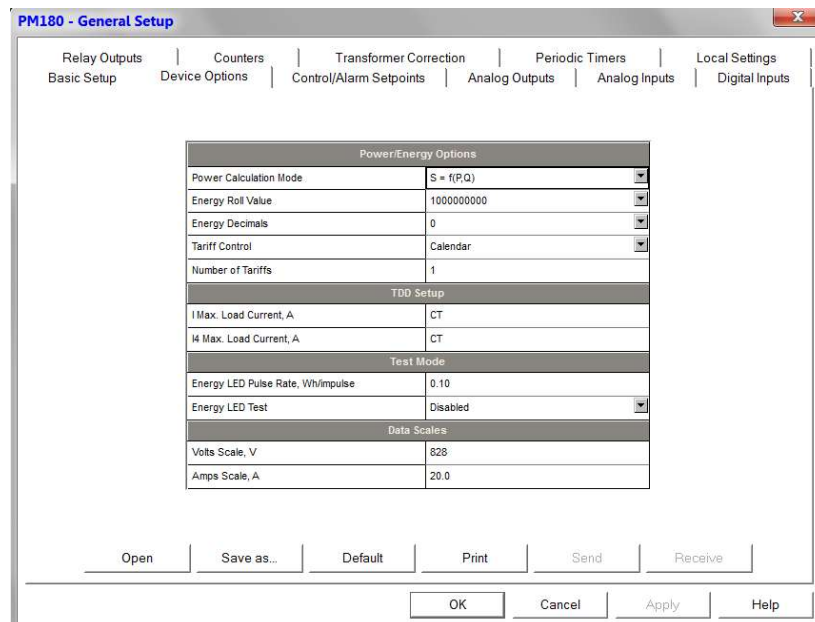 PM180 - General Setup
Relay Outputs Counters Transformer Correction Periodic Timers Local Settings
Basic Setup Device Options Control/Alarm Setpoints Analog Outputs Analog Inputs Digital Inputs
Power/Energy Options
Power Calculation Mode S = f(P,Q)
Energy Roll Value 1000000000
Energy Decimals 0
Tariff Control Calendar
Number of Tariffs 1
TDD Setup
I Max. Load Current, A CT
I4 Max. Load Current, A CT
Test Mode
Energy LED Pulse Rate, Wh/impulse 0.10
Energy LED Test Disabled
Data Scales
Volts Scale, V 828
Amps Scale, A 20.0
Open Save as... Default Print Send Receive
OK Cancel Apply Help